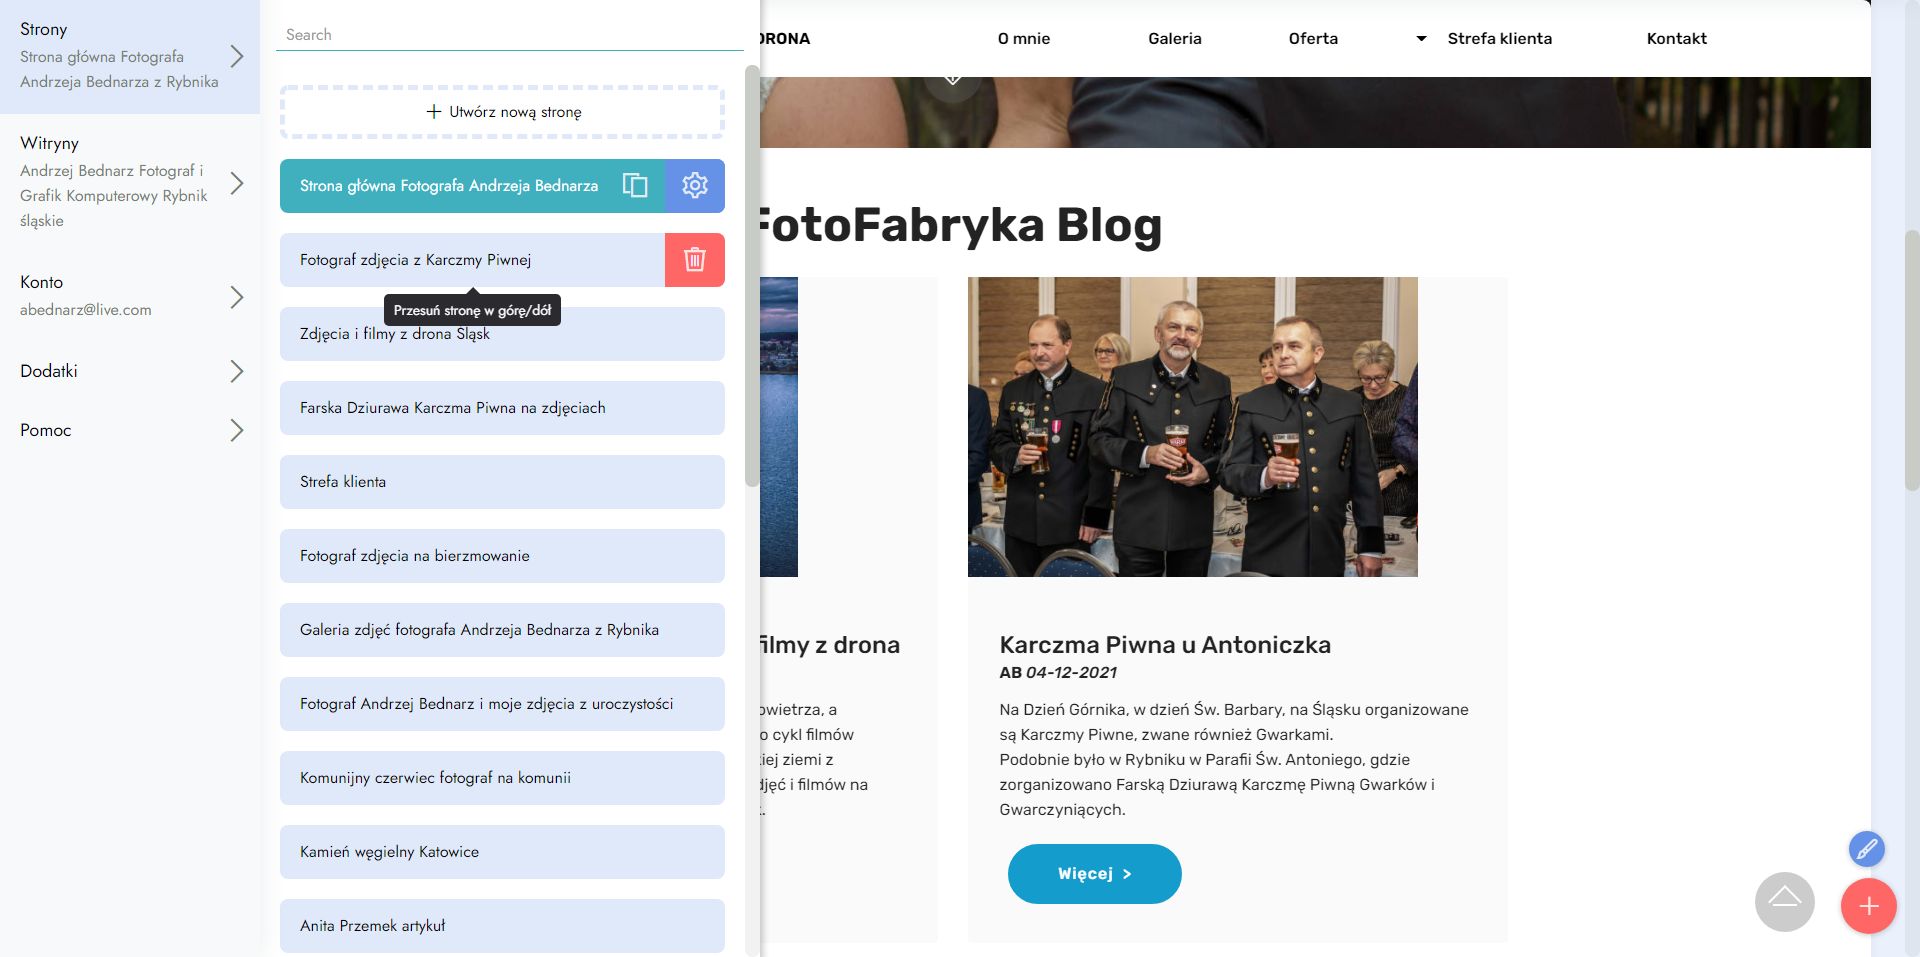 Strony
Strona główna Fotografa
Andrzeja Bednarza z Rybnika
Witryny
Andrzej Bednarz Fotograf i
Grafik Komputerowy Rybnik
śląskie
Konto
abednarz@live.com
Dodatki
Pomoc
Search
+ Utwórz nową stronę
Strona główna Fotografa Andrzeja Bednarza
Fotograf zdjęcia z Karczmy Piwnej
Przesuń stronę w górę/dół
Zdjęcia i filmy z drona Śląsk
Farska Dziurawa Karczma Piwna na zdjęciach
Strefa klienta
Fotograf zdjęcia na bierzmowanie
Galeria zdjęć fotografa Andrzeja Bednarza z Rybnika
Fotograf Andrzej Bednarz i moje zdjęcia z uroczystości
Komunijny czerwiec fotograf na komunii
Kamień węgielny Katowice
Anita Przemek artykuł
DRONA
O mnie
Galeria
Oferta
Strefa klienta
Kontakt
FotoFabryka Blog
filmy z drona
owietrza, a
o cykl filmów
iej ziemi z
djęć i filmów na
Karczma Piwna u Antoniczka
AB 04-12-2021
Na Dzień Górnika, w dzień Św. Barbary, na Śląsku organizowane
są Karczmy Piwne, zwane również Gwarkami.
Podobnie było w Rybniku w Parafii Św. Antoniego, gdzie
zorganizowano Farską Dziurawą Karczmę Piwną Gwarków i
Gwarczyniących.
Więcej >